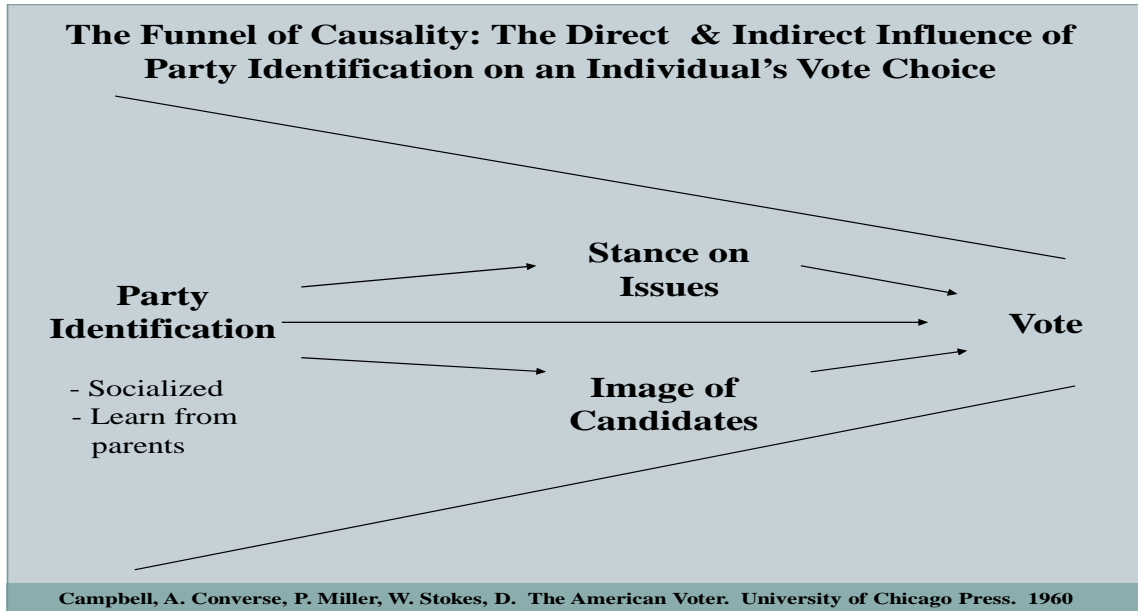 The Funnel of Causality: The Direct & Indirect Influence of
Party Identification on an Individual's Vote Choice
Stance on
Issues
Party
Identification
Vote
- Socialized
- Learn from
parents
Image of
Candidates
Campbell, A. Converse, P. Miller, W. Stokes, D. The American Voter. University of Chicago Press. 1960